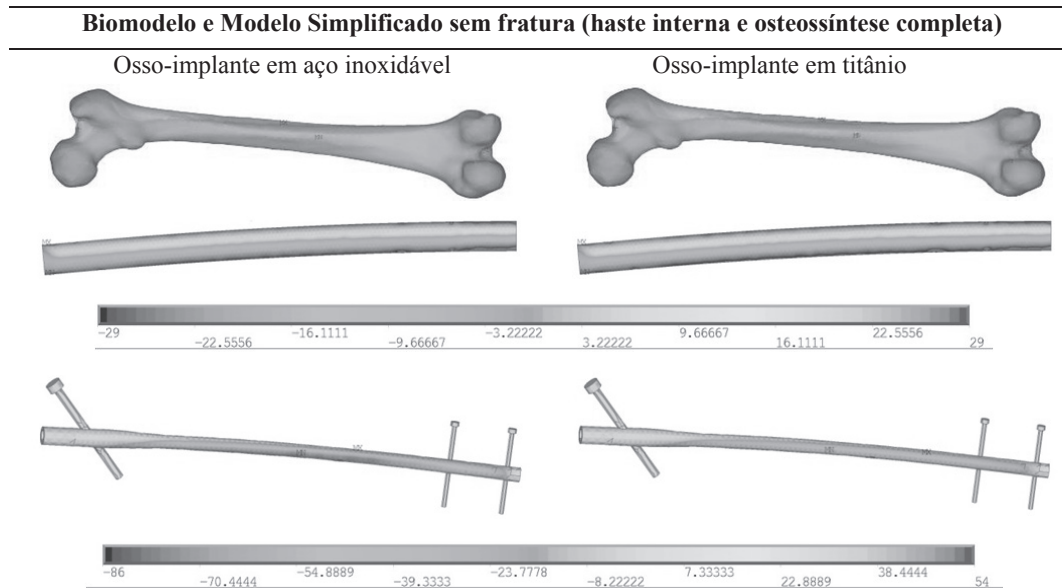 Biomodelo e Modelo Simplificado sem fratura (haste interna e osteossíntese completa)
Osso-implante em aço inoxidável Osso-implante em titânio
-29 -16.1111 -3.22222 9.66667 22.5556
-22.5556 -9.66667 3.22222 16.1111 29
-86 -54.8889 -23.7778 7.33333 38.4444
-70.4444 -39.3333 -8.22222 22.8889 54